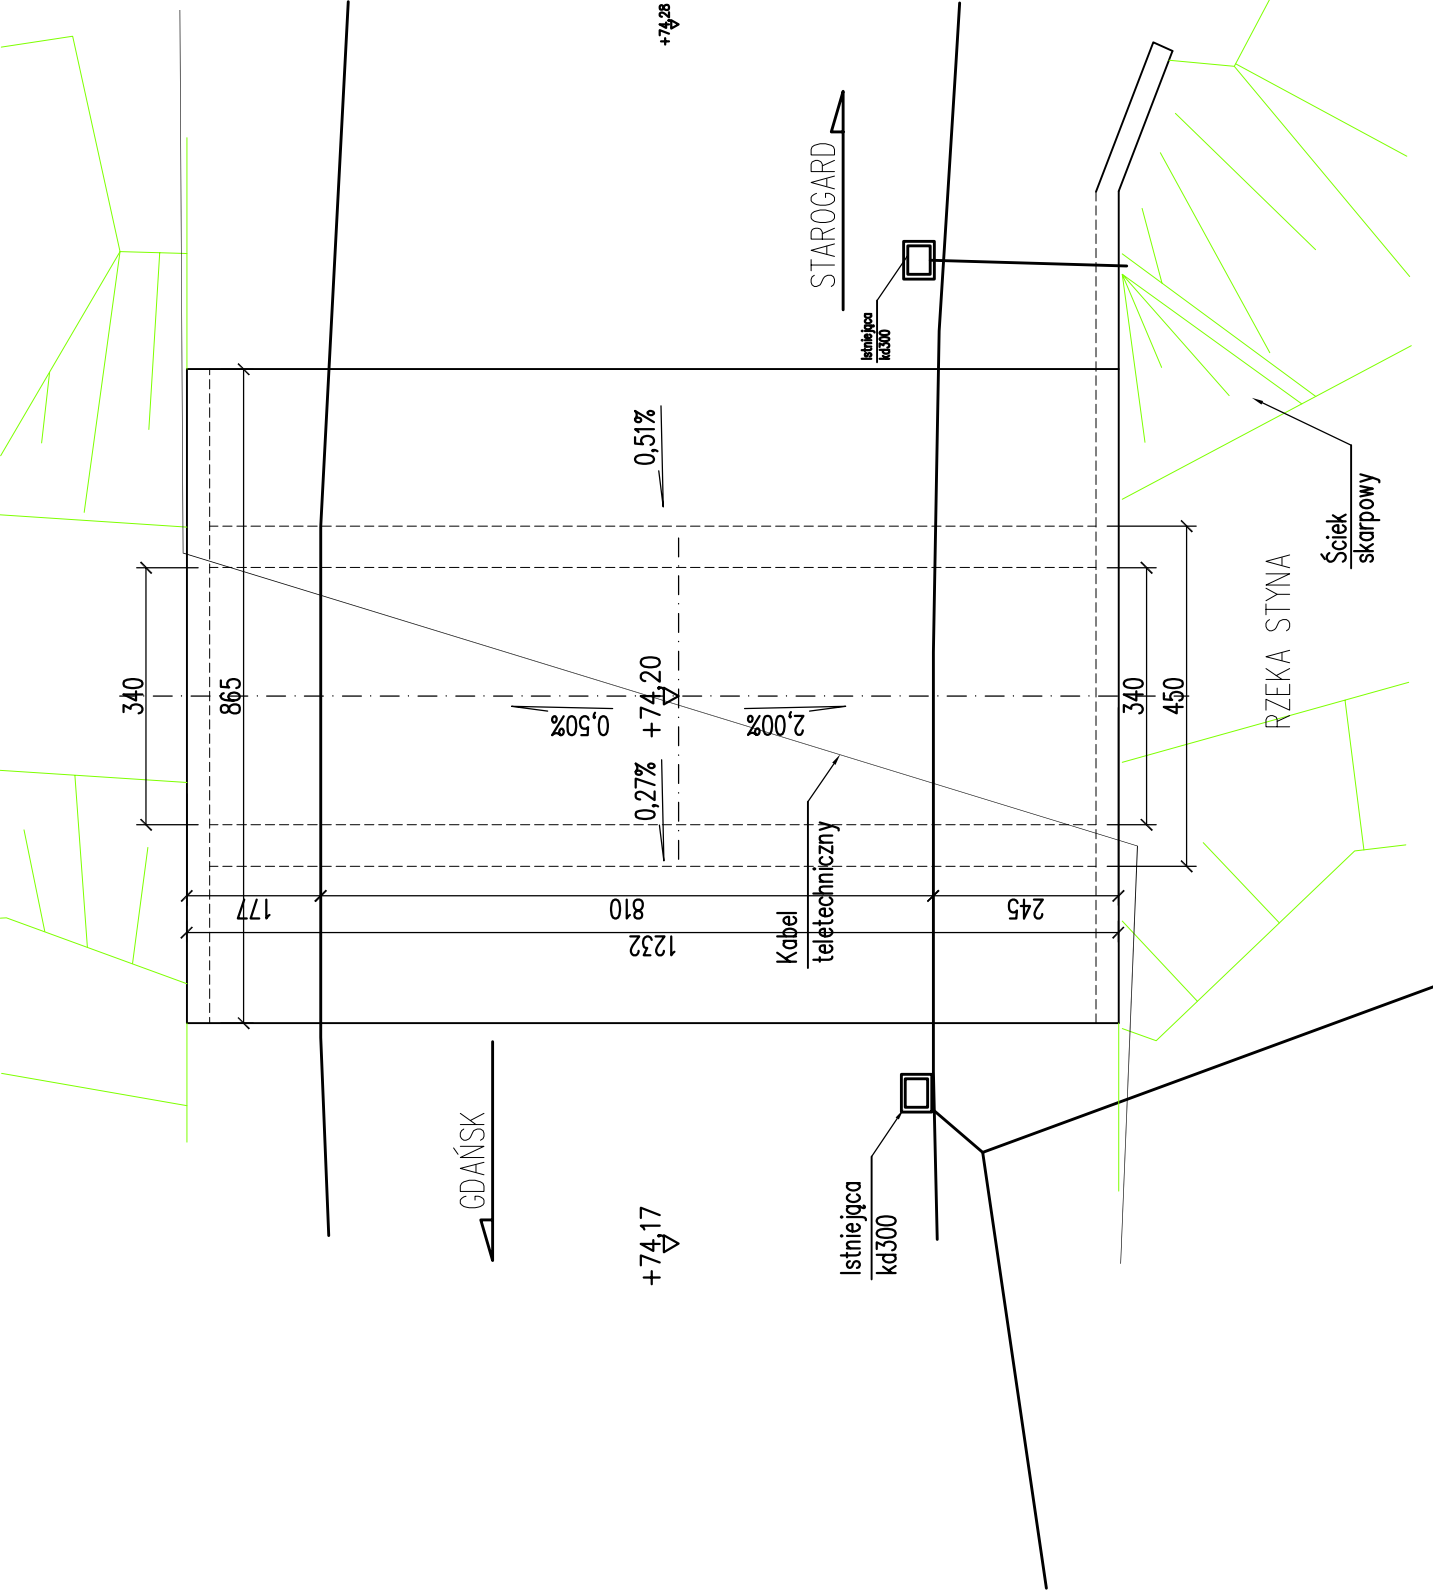 +74,28
STAROGARD
Istniejąca
kd300
0,51%
340
865
+74,20
0,50%
2,00%
0,27%
340
450
RZEKA STYNA
Ściek
skarpowy
Kabel
teletechniczny
177
810
245
1232
GDAŃSK
+74,17
Istniejąca
kd300